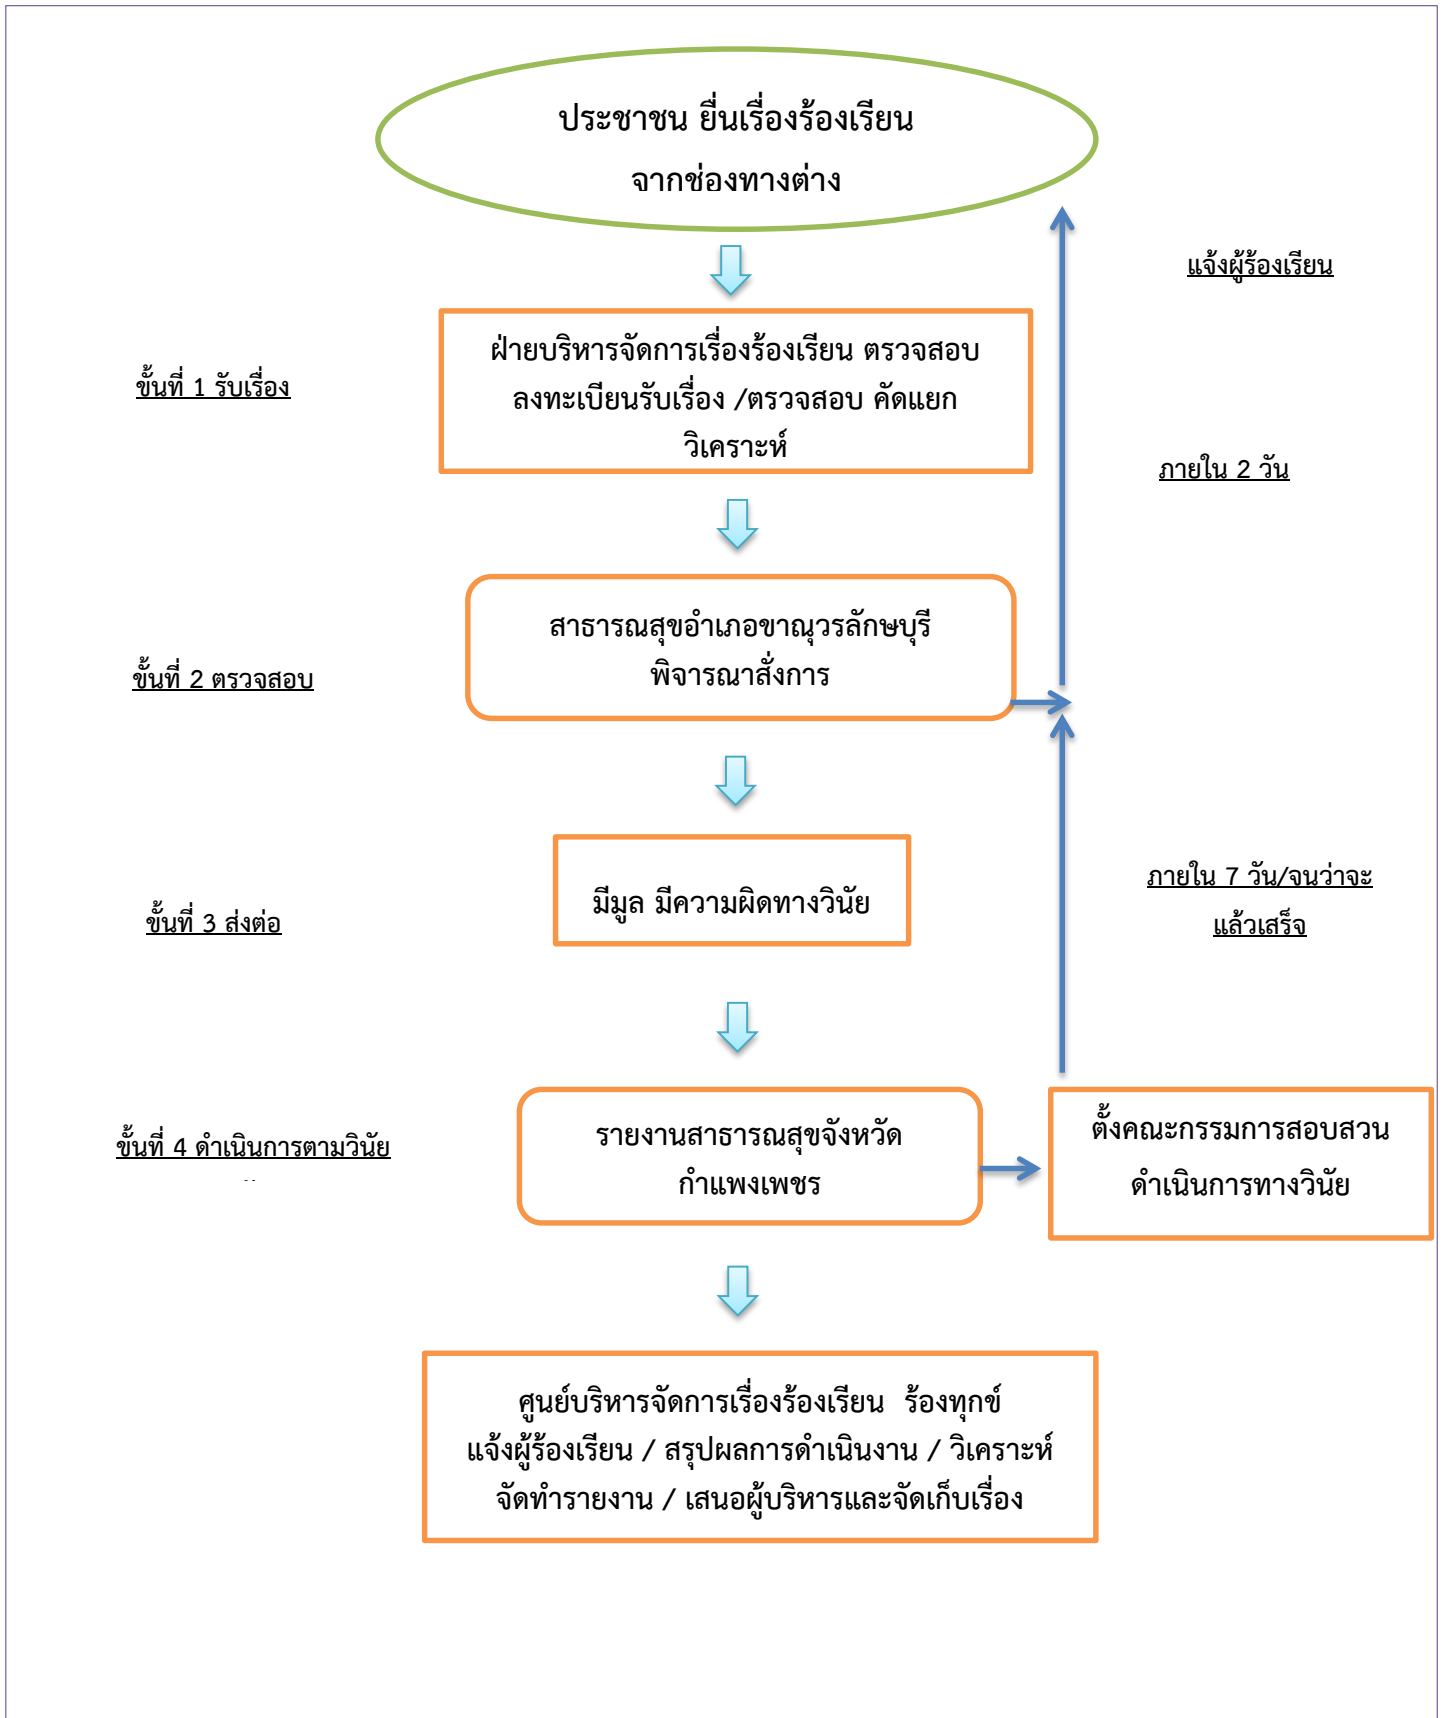 ประชาชน ยื่นเรื่องร้องเรียน
จากช่องทางต่าง
แจ้งผู้ร้องเรียน
ฝ่ายบริหารจัดการเรื่องร้องเรียน ตรวจสอบ
ลงทะเบียนรับเรื่อง /ตรวจสอบ คัดแยก
วิเคราะห์
ขั้นที่ 1 รับเรื่อง
ภายใน 2 วัน
สาธารณสุขอำเภอขาณุวรลักษบุรี
พิจารณาสั่งการ
ขั้นที่ 2 ตรวจสอบ
มีมูล มีความผิดทางวินัย
ขั้นที่ 3 ส่งต่อ
ภายใน 7 วัน/จนว่าจะ
แล้วเสร็จ
ขั้นที่ 4 ดำเนินการตามวินัย
รายงานสาธารณสุขจังหวัด
กำแพงเพชร
ตั้งคณะกรรมการสอบสวน
ดำเนินการทางวินัย
ศูนย์บริหารจัดการเรื่องร้องเรียน ร้องทุกข์
แจ้งผู้ร้องเรียน / สรุปผลการดำเนินงาน / วิเคราะห์
จัดทำรายงาน / เสนอผู้บริหารและจัดเก็บเรื่อง